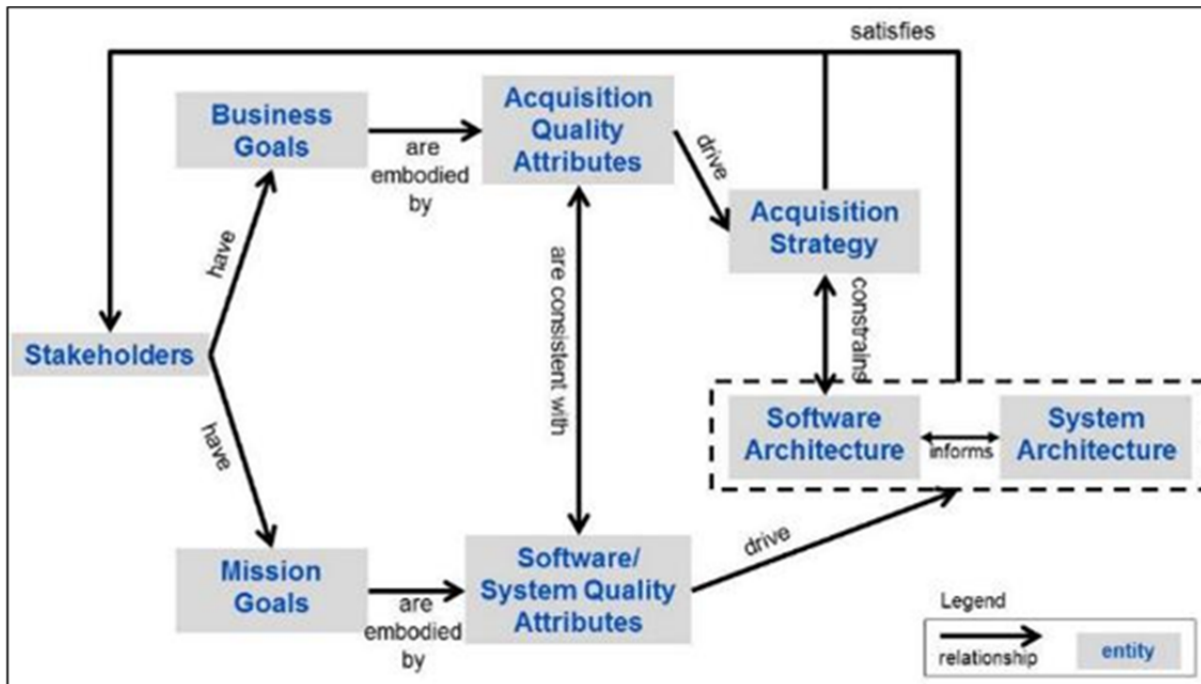 satisfies
Business
Goals
are
embodied
by
Acquisition
Quality
Attributes
drive
Acquisition
Strategy
have
Stakeholders
have
are consistent with
constrains
Software
Architecture
informs
System
Architecture
Mission
Goals
are
embodied
by
Software/
System Quality
Attributes
drive
Legend
relationship
entity